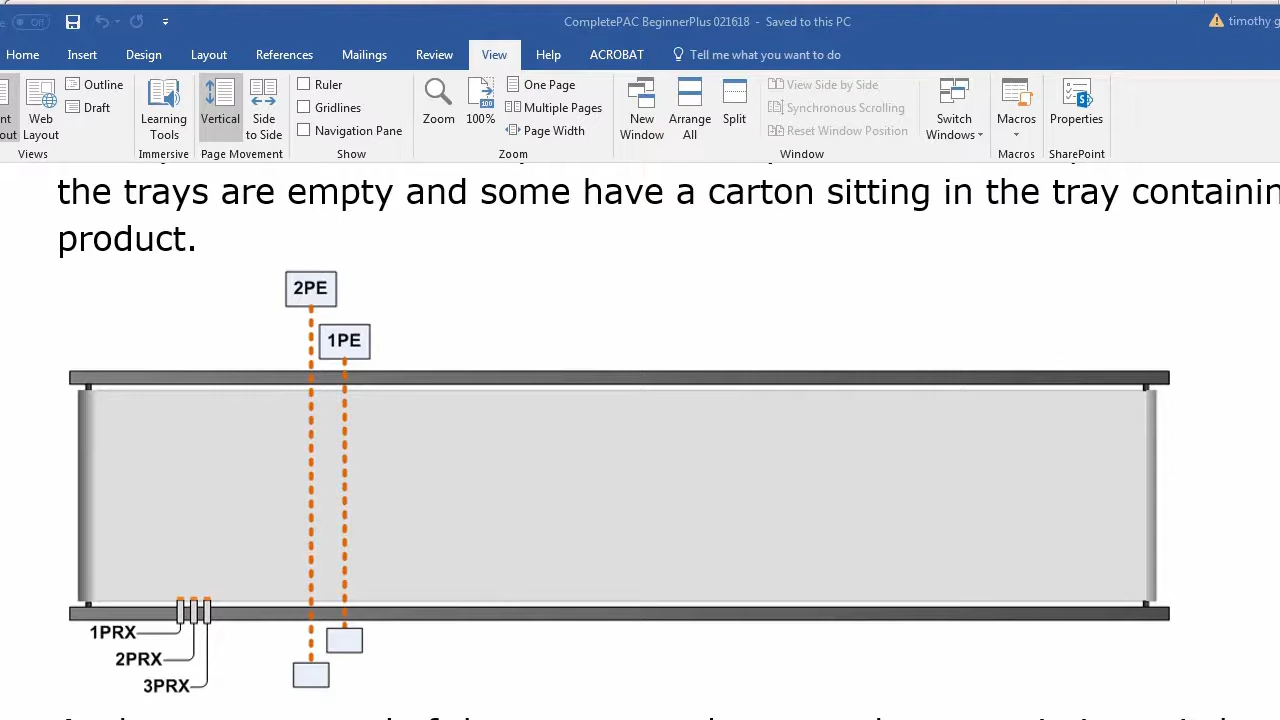 Off
CompletePAC BeginnerPlus 021618 - Saved to this PC
timothy g
Home Insert Design Layout References Mailings Review View Help ACROBAT Tell me what you want to do
Outline
Draft
Web
Layout
Views
Learning
Tools
Immersive
Vertical
Side
to Side
Page Movement
Ruler
Gridlines
Navigation Pane
Show
Zoom
100
100%
One Page
Multiple Pages
Page Width
Zoom
New
Window
Arrange
All
Split
View Side by Side
Synchronous Scrolling
Reset Window Position
Switch
Windows
Window
Macros
Macros
Properties
SharePoint
the trays are empty and some have a carton sitting in the tray containin
product.
2PE
1PE
1PRX
2PRX
3PRX